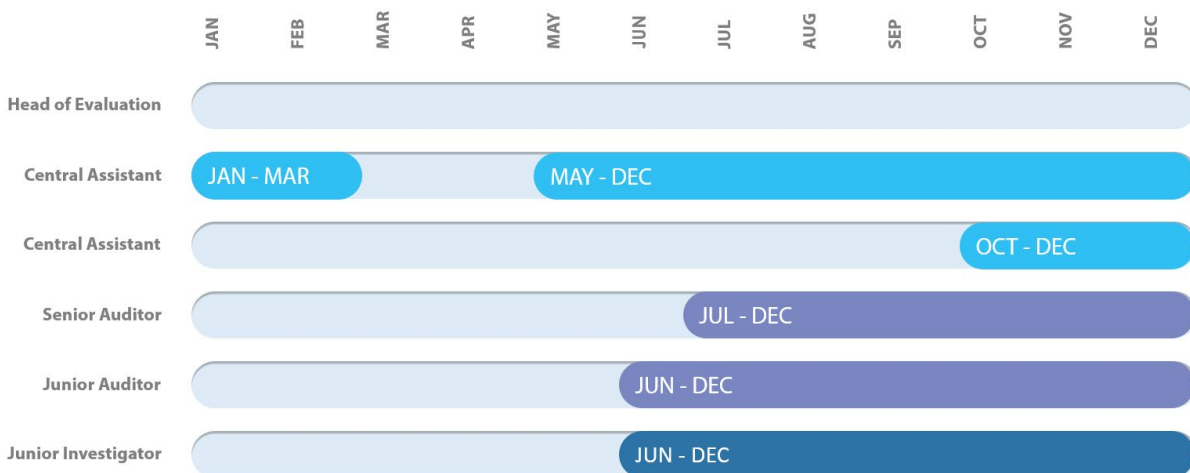 JAN FEB MAR APR MAY JUN JUL AUG SEP OCT NOV DEC
Head of Evaluation
Central Assistant JAN - MAR MAY - DEC
Central Assistant OCT - DEC
Senior Auditor JUL - DEC
Junior Auditor JUN - DEC
Junior Investigator JUN - DEC